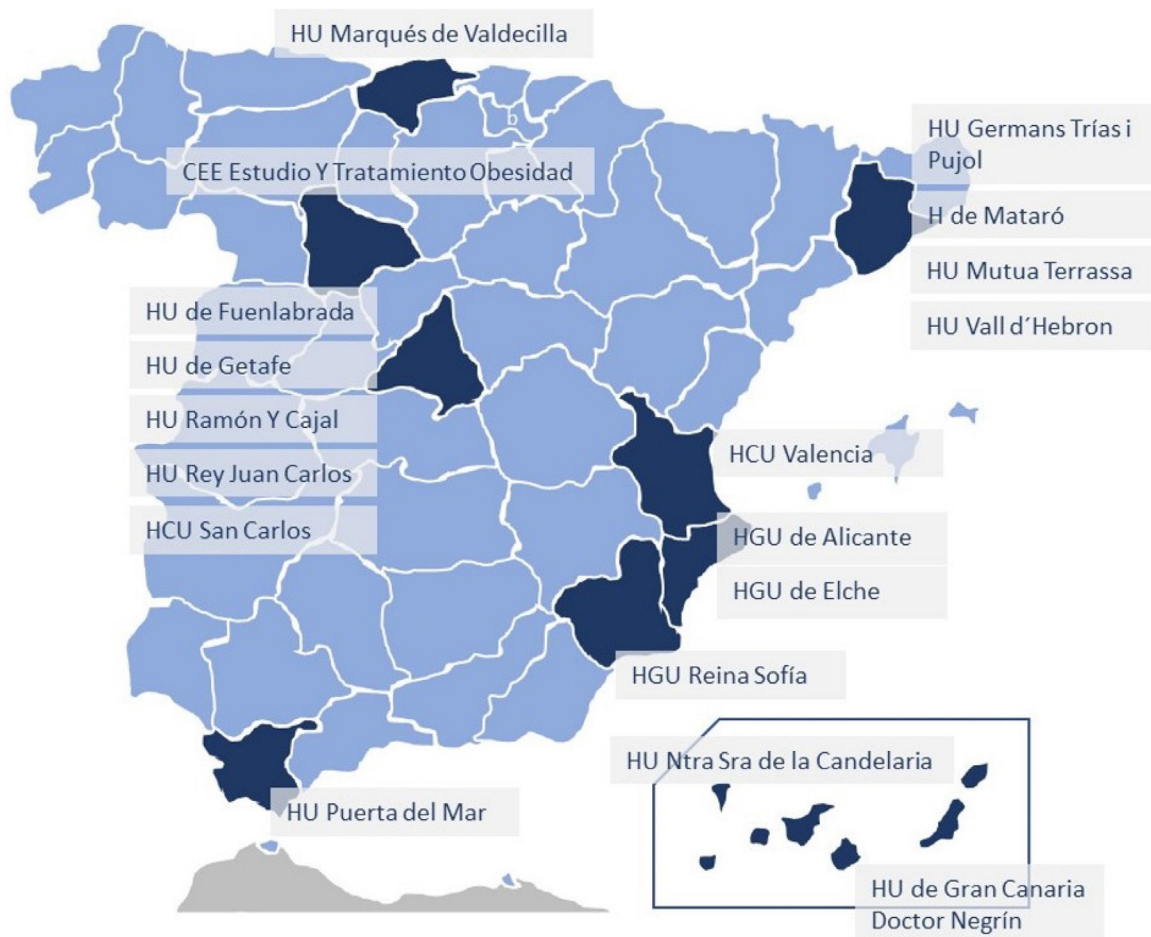 HU Marqués de Valdecilla
b
CEE Estudio Y Tratamiento Obesidad
HU Germans Trías i
Pujol
H de Mataró
HU Mutua Terrassa
HU Vall d´Hebron
HU de Fuenlabrada
HU de Getafe
HU Ramón Y Cajal
HU Rey Juan Carlos
HCU San Carlos
HCU Valencia
HGU de Alicante
HGU de Elche
HGU Reina Sofía
HU Ntra Sra de la Candelaria
HU Puerta del Mar
HU de Gran Canaria
Doctor Negrín